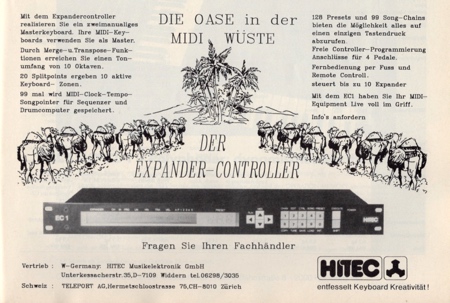 Mit dem Expandercontroller
realisieren Sie ein zweimanualiges
Masterkeyboard. Ihre MIDI-Key-
boards verwenden Sie als Master.
Durch Merge-u.Transpose-Funk-
tionen erreichen Sie einen Ton-
umfang von 10 Oktaven.
20 Splitpoints ergeben 10 aktive
Keyboard- Zonen.
99 mal wird MIDI-Clock-Tempo-
Songpointer für Sequenzer und
Drumcomputer gespeichert.
DIE OASE in der
MIDI WÜSTE
128 Presets und 99 Song-Chains
bieten die Möglichkeit alles auf
einen einzigen Tastendruck
abzurufen.
Freie Controller-Programmierung
Anschlüsse für 4 Pedale.
Fernbedienung per Fuss und
Remote Control.
steuert bis zu 10 Expander
Mit dem EC1 haben Sie Ihr MIDI-
Equipment Live voll im Griff.
Info's anfordern
DER
EXPANDER-CONTROLLER
EC 1
HITEC
Fragen Sie Ihren Fachhändler
Vertrieb : W-Germany: HITEC Musikelektronik GmbH
Unterkessacherstr.35,D-7109 Widdern tel.06298/3035
Schweiz : TELEPORT AG,Hermetschloostrasse 75,CH-8010 Zürich
HITEC
entfesselt Keyboard Kreativität!